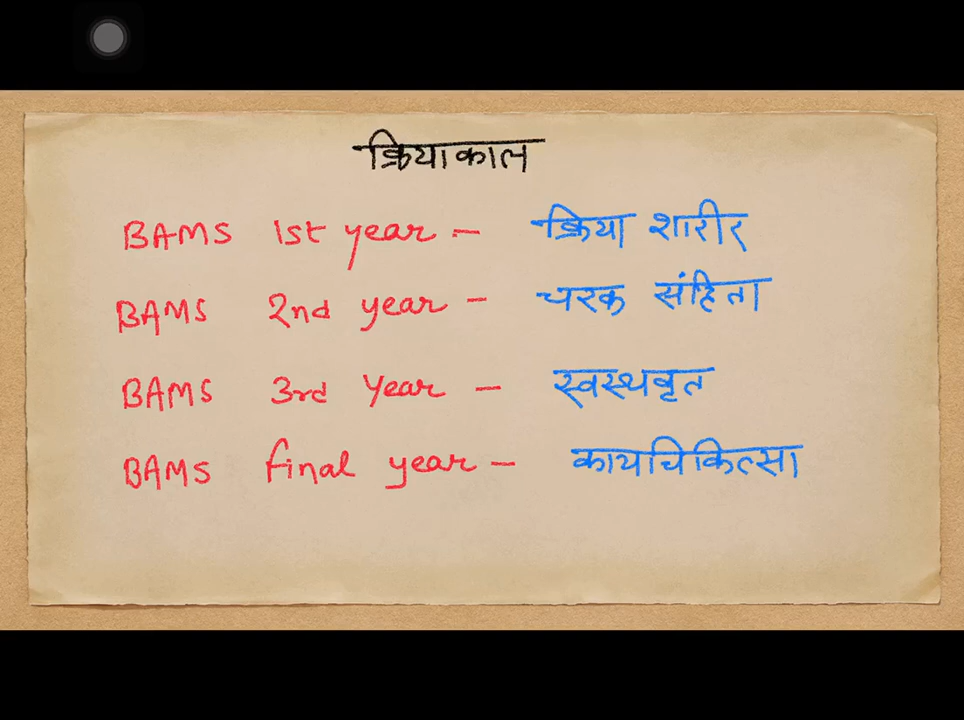 क्रियाकाल
BAMS 1st year - क्रिया शारीर
BAMS 2nd year - चरक संहिता
BAMS 3rd Year - स्वस्थवृत
BAMS final year - कायचिकित्सा